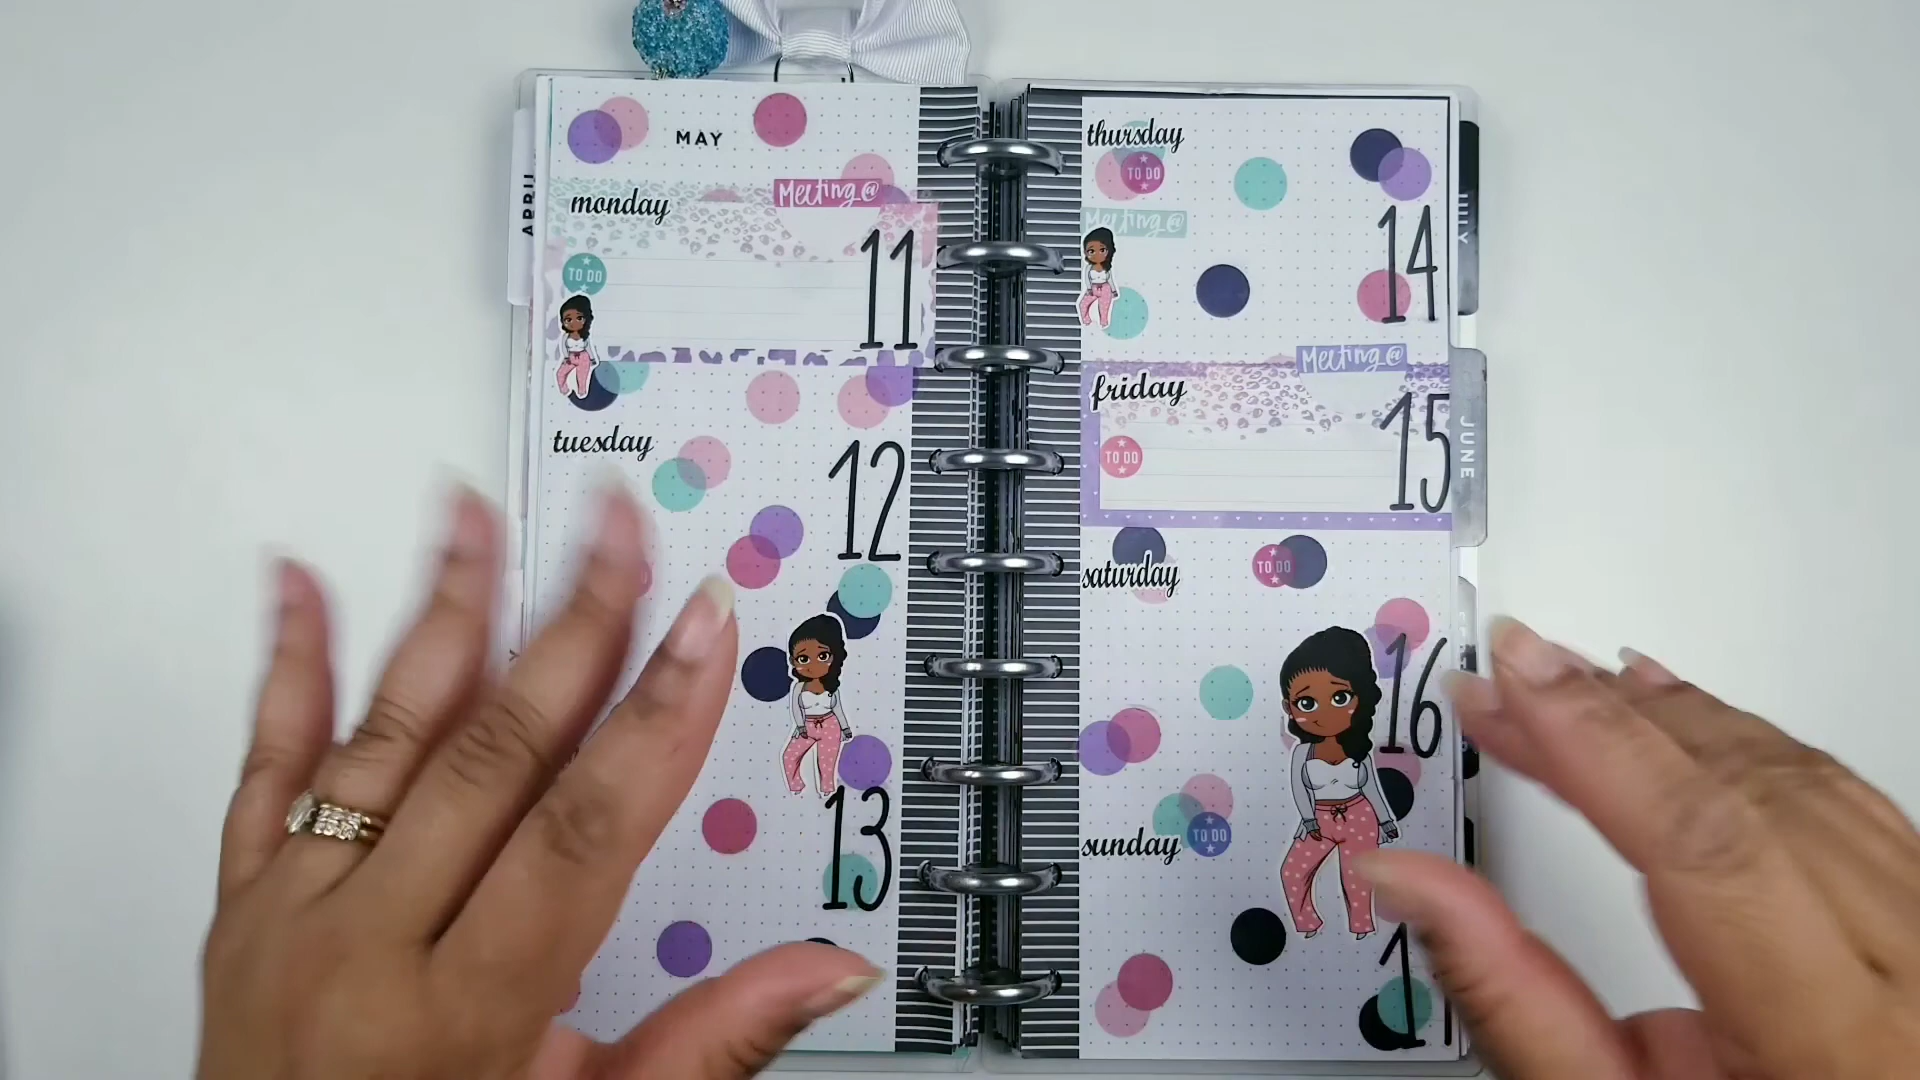 MAY
monday
Meeting@
TO DO
11
tuesday
12
13
thursday
TO DO
Meeting@
14
friday
Meeting@
TO DO
15
saturday
TO DO
16
sunday
TO DO
APRIL
JULY
JUNE